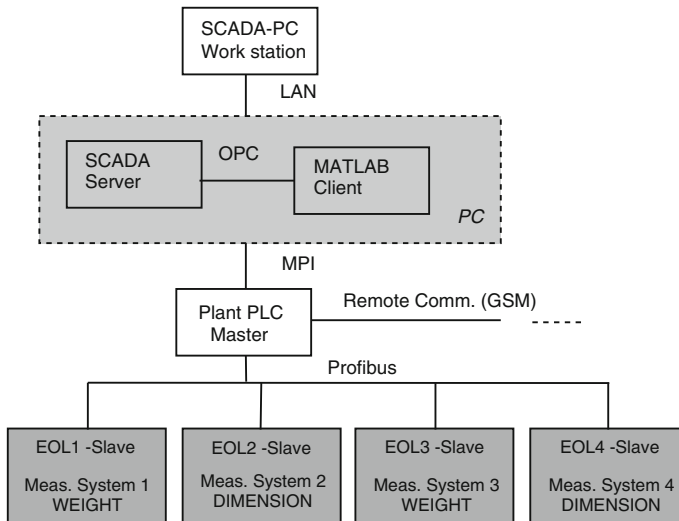 SCADA-PC
Work station
LAN
OPC
SCADA
Server
MATLAB
Client
PC
MPI
Plant PLC
Master
Remote Comm. (GSM)
Profibus
EOL1 -Slave
Meas. System 1
WEIGHT
EOL2 -Slave
Meas. System 2
DIMENSION
EOL3 -Slave
Meas. System 3
WEIGHT
EOL4 -Slave
Meas. System 4
DIMENSION